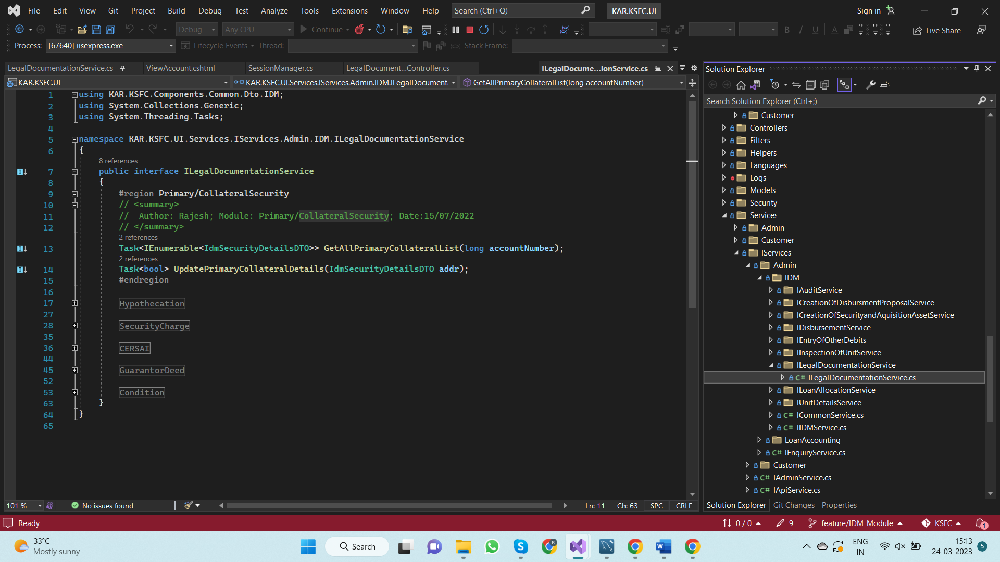 File Edit View Git Project Build Debug Test Analyze Tools Extensions Window Help Search (Ctrl+Q) KAR.KSFC.UI Sign in
Debug Any CPU Continue B I U A Live Share
Process: [67640] iisexpress.exe Lifecycle Events Thread: Stack Frame:
LegalDocumentationService.cs ViewAccount.cshtml SessionManager.cs LegalDocument...Controller.cs ILegalDocume...ionService.cs
KAR.KSFC.UI KAR.KSFC.UI.Services.IServices.Admin.IDM.ILegalDocument GetAllPrimaryCollateralList(long accountNumber)
1 using KAR.KSFC.Components.Common.Dto.IDM;
2 using System.Collections.Generic;
3 using System.Threading.Tasks;
4
5 namespace KAR.KSFC.UI.Services.IServices.Admin.IDM.ILegalDocumentationService
6 {
8 references
7 public interface ILegalDocumentationService
8 {
9 #region Primary/CollateralSecurity
10 // <summary>
11 //  Author: Rajesh; Module: Primary/CollateralSecurity; Date:15/07/2022
12 // </summary>
2 references
13 Task<IEnumerable<IdmSecurityDetailsDTO>> GetAllPrimaryCollateralList(long accountNumber);
2 references
14 Task<bool> UpdatePrimaryCollateralDetails(IdmSecurityDetailsDTO addr);
15 #endregion
16
17 Hypothecation
27
28 SecurityCharge
35
36 CERSAI
44
45 GuarantorDeed
52
53 Condition
63 }
64 }
65
101 % No issues found Ln: 11 Ch: 63 SPC CRLF
Solution Explorer
Search Solution Explorer (Ctrl+;)
Customer
Controllers
Filters
Helpers
Languages
Logs
Models
Security
Services
Admin
Customer
IServices
Admin
IDM
IAuditService
ICreationOfDisbursmentProposalService
ICreationOfSecurityandAquisitionAssetService
IDisbursementService
IEntryOfOtherDebits
IInspectionOfUnitService
ILegalDocumentationService
C# ILegalDocumentationService.cs
ILoanAllocationService
IUnitDetailsService
C# ICommonService.cs
C# IIDMService.cs
LoanAccounting
C# IEnquiryService.cs
Customer
C# IAdminService.cs
C# IApiService.cs
Solution Explorer Git Changes Properties
Ready 0 / 0 9 feature/IDM_Module KSFC 1
33°C
Mostly sunny
Search
ENG
IN
15:13
24-03-2023
5